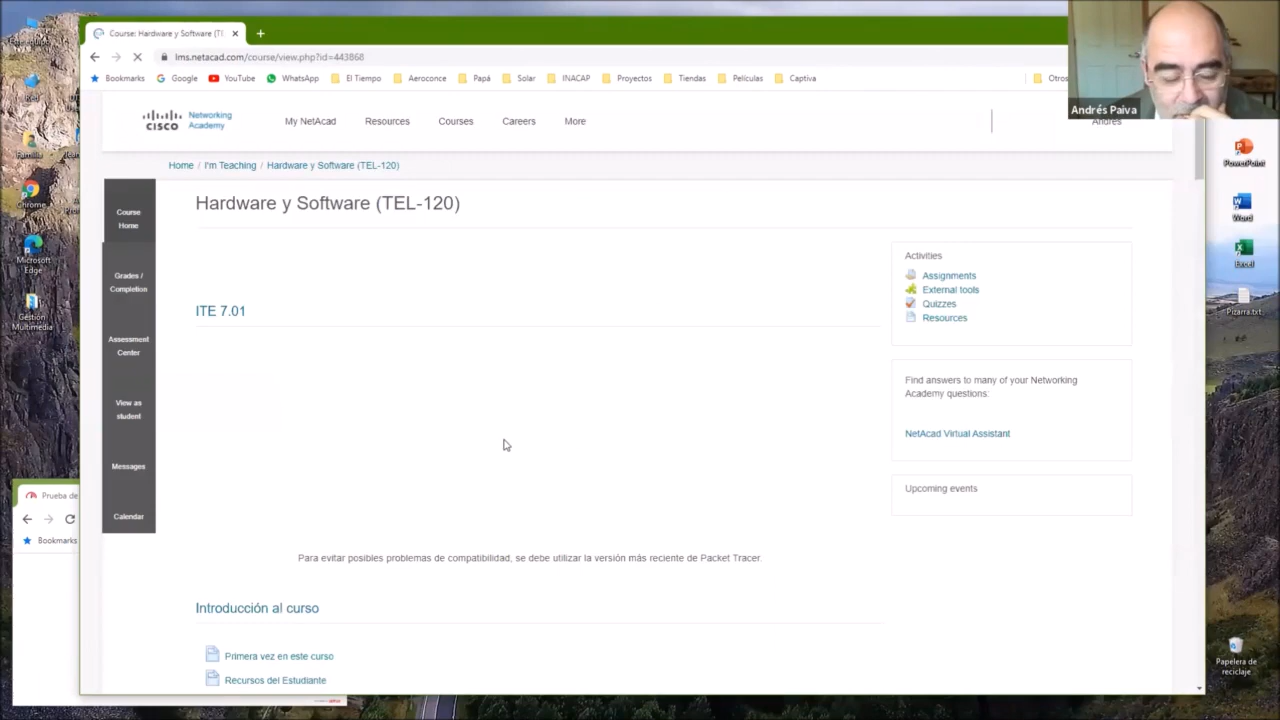 Course: Hardware y Software (TE
lms.netacad.com/course/view.php?id=443868
Bookmarks Google YouTube WhatsApp El Tiempo Aeroconce Papá Solar INACAP Proyectos Tiendas Películas Captiva Otros
Andrés Paiva
CISCO Networking Academy
My NetAcad Resources Courses Careers More
Andrés
Home / I'm Teaching / Hardware y Software (TEL-120)
Course Home
Grades / Completion
Assessment Center
View as student
Messages
Calendar
Hardware y Software (TEL-120)
ITE 7.01
Para evitar posibles problemas de compatibilidad, se debe utilizar la versión más reciente de Packet Tracer.
Introducción al curso
Primera vez en este curso
Recursos del Estudiante
Activities
Assignments
External tools
Quizzes
Resources
Find answers to many of your Networking
Academy questions:
NetAcad Virtual Assistant
Upcoming events
Red
Familia
Chrome
Microsoft
Edge
Gestión
Multimedia
Prueba de
Bookmarks
PowerPoint
Word
Excel
Pizarra.txt
Papelera de
reciclaje